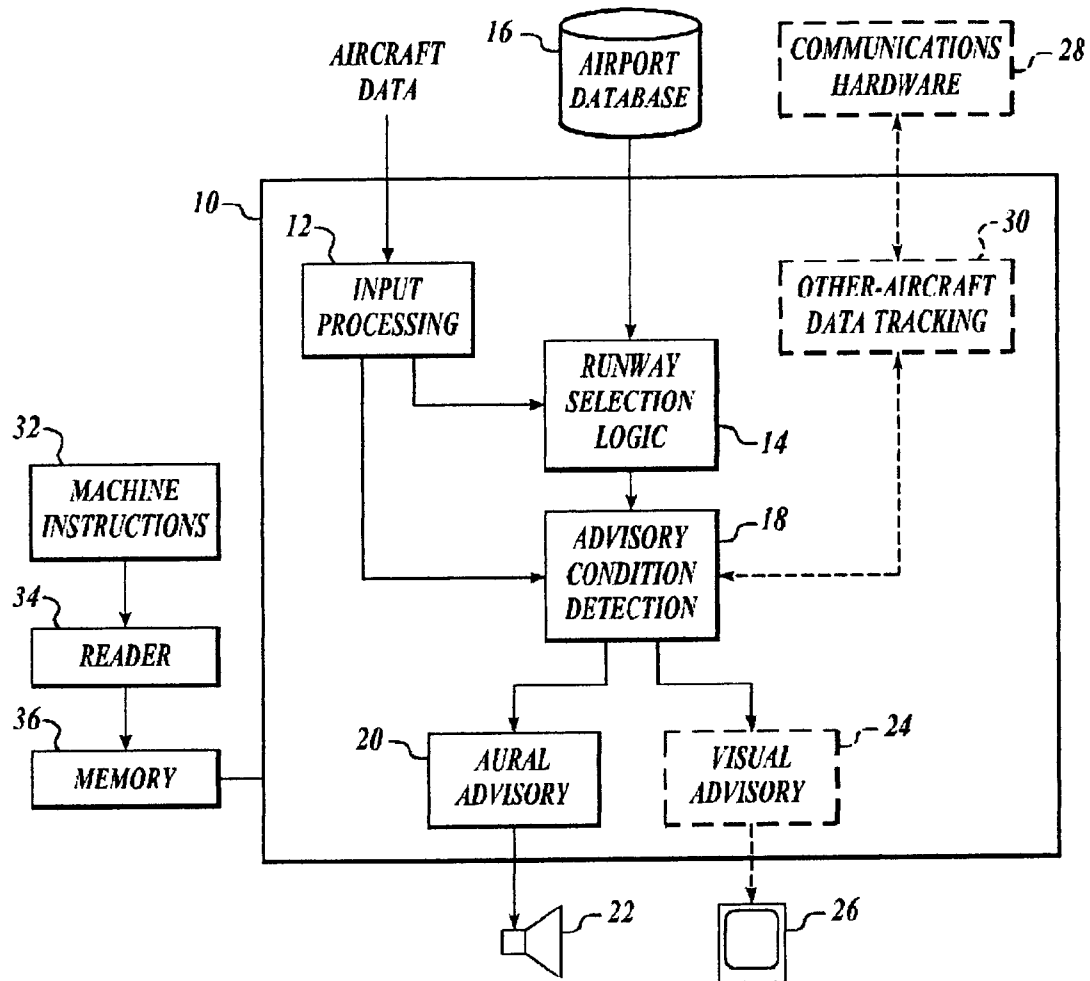 AIRCRAFT
DATA
16
AIRPORT
DATABASE
COMMUNICATIONS
HARDWARE
28
10
12
INPUT
PROCESSING
30
OTHER-AIRCRAFT
DATA TRACKING
RUNWAY
SELECTION
LOGIC
14
32
MACHINE
INSTRUCTIONS
18
ADVISORY
CONDITION
DETECTION
34
READER
36
MEMORY
20
AURAL
ADVISORY
24
VISUAL
ADVISORY
22
26